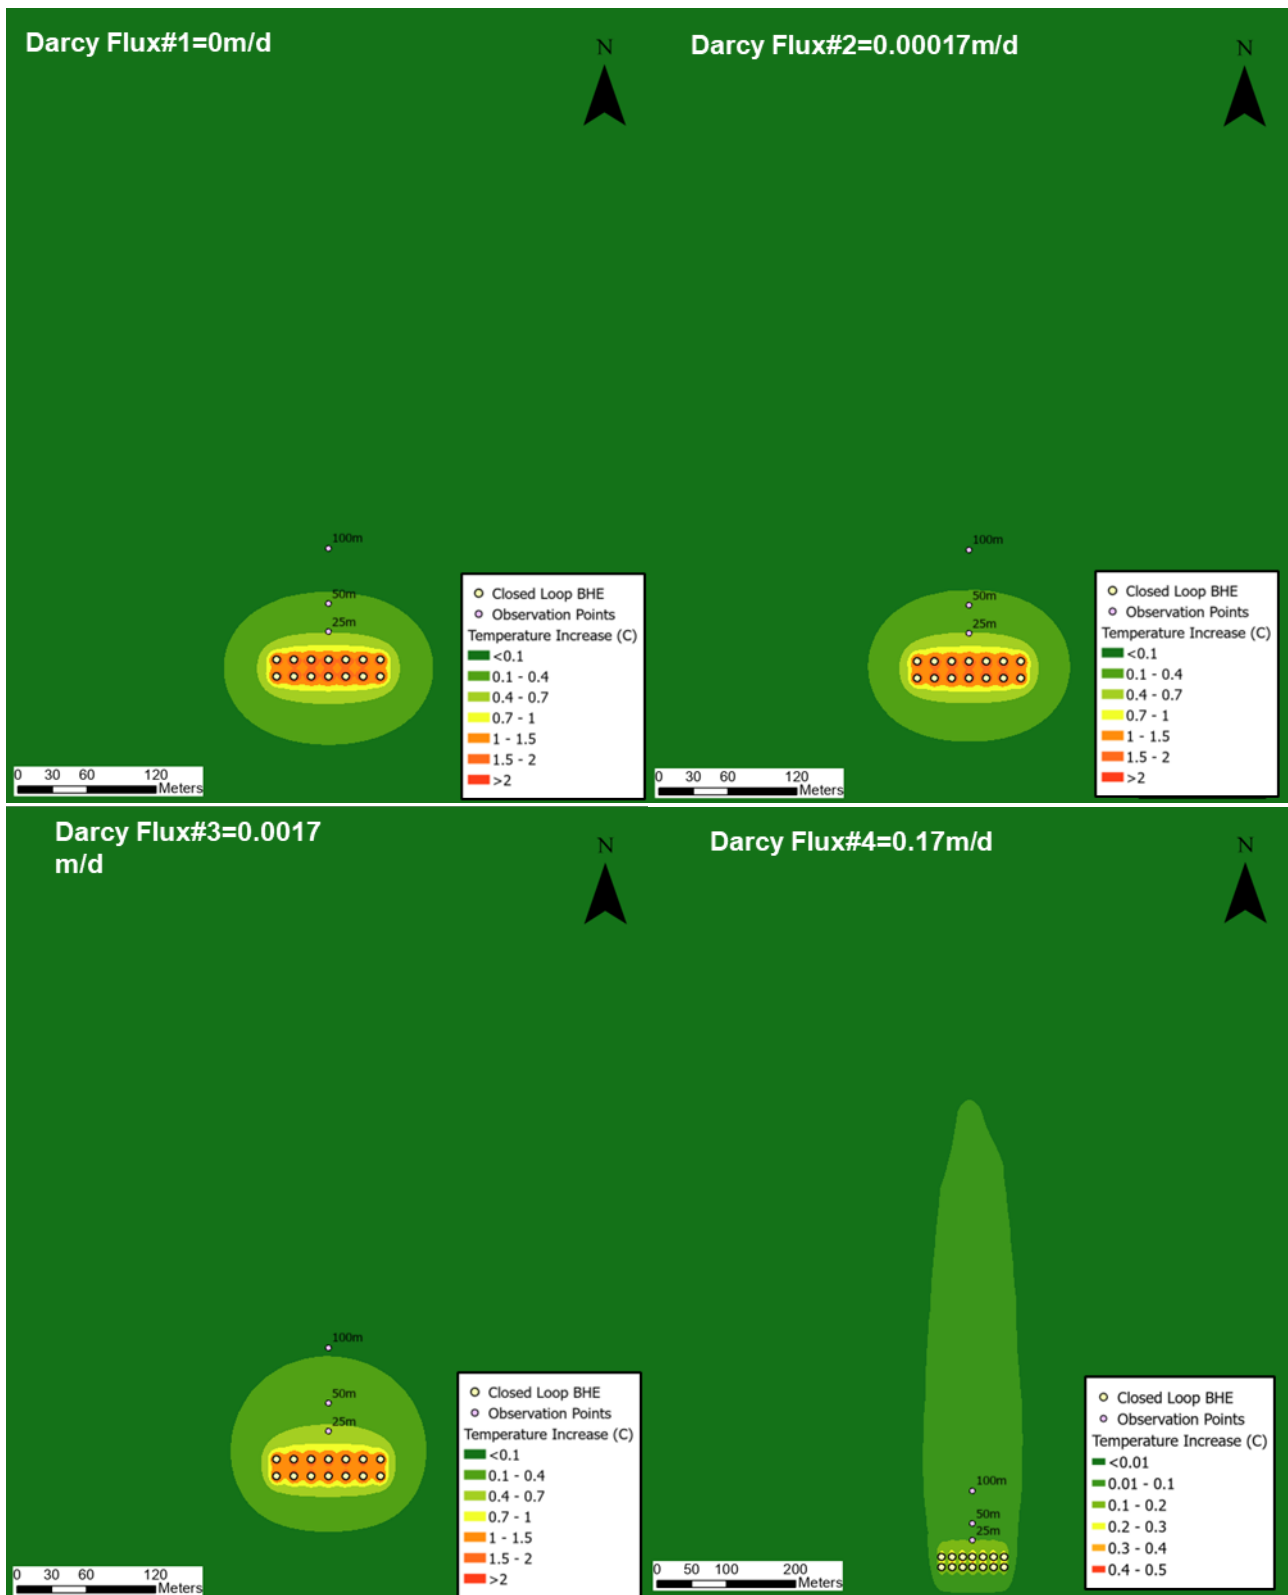 Darcy Flux#1=0m/d
N
100m
50m
25m
Closed Loop BHE
Observation Points
Temperature Increase (C)
<0.1
0.1 - 0.4
0.4 - 0.7
0.7 - 1
1 - 1.5
1.5 - 2
>2
0 30 60 120
Meters
Darcy Flux#2=0.00017m/d
N
100m
50m
25m
Closed Loop BHE
Observation Points
Temperature Increase (C)
<0.1
0.1 - 0.4
0.4 - 0.7
0.7 - 1
1 - 1.5
1.5 - 2
>2
0 30 60 120
Meters
Darcy Flux#3=0.0017
m/d
N
100m
50m
25m
Closed Loop BHE
Observation Points
Temperature Increase (C)
<0.1
0.1 - 0.4
0.4 - 0.7
0.7 - 1
1 - 1.5
1.5 - 2
>2
0 30 60 120
Meters
Darcy Flux#4=0.17m/d
N
100m
50m
25m
Closed Loop BHE
Observation Points
Temperature Increase (C)
<0.01
0.01 - 0.1
0.1 - 0.2
0.2 - 0.3
0.3 - 0.4
0.4 - 0.5
0 50 100 200
Meters